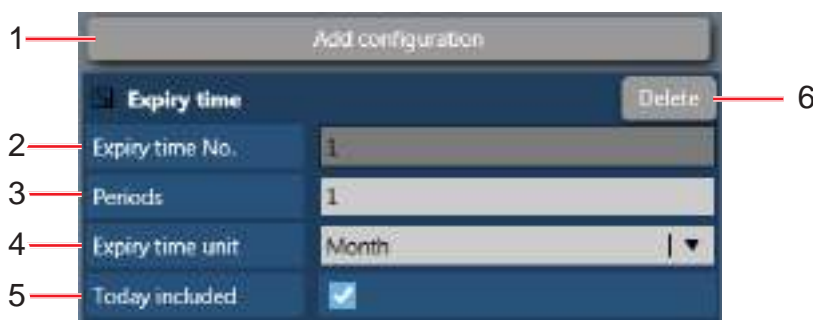 1 Add configuration
Expiry time Delete 6
2 Expiry time No. 1
3 Periods 1
4 Expiry time unit Month
5 Today included